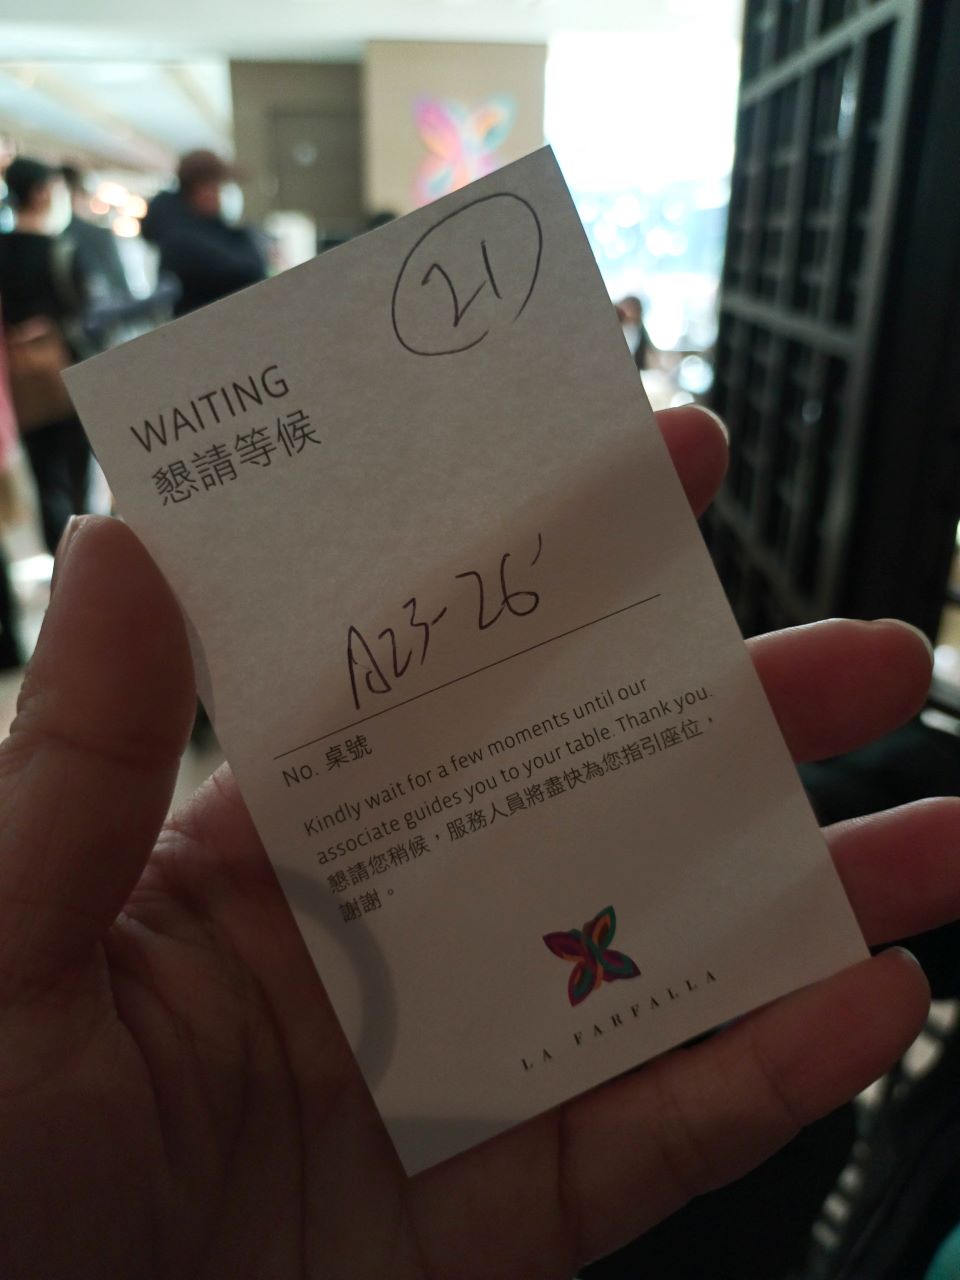 21
WAITING
懇請等候
A23-26'
No. 桌號
Kindly wait for a few moments until our
associate guides you to your table. Thank you.
懇請您稍候，服務人員將盡快為您指引座位，
謝謝。
LA FARFALLA